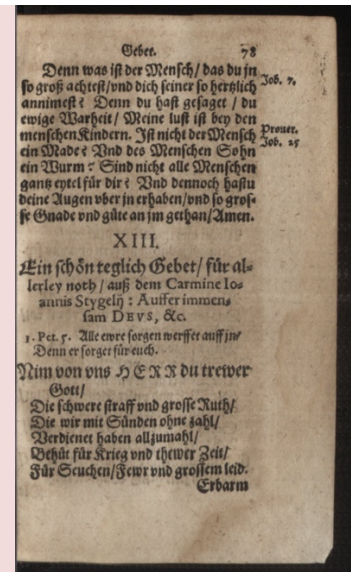 Gebet. 78
Denn was ist der Mensch/ das du jn
so groß achtest/vnd dich seiner so hertzlich
annimest? Denn du hast gesaget / du
ewige Warheit / Meine lust ist bey den
menschen Kindern. Ist nicht der Mensch
ein Made? Vnd des Menschen Sohn
ein Wurm? Sind nicht alle Menschen
gantz eytel für dir? Vnd dennoch hastu
deine Augen vber jn erhaben/vnd so gros-
se Gnade vnd güte an jm gethan/Amen.
Job. 7.
Prouer.
Job. 25
XIII.
Ein schön teglich Gebet/ für al-
lerley noth / auß dem Carmine Io-
annis Stygelij : Auffer immen-
sam DEVS, &c.
1. Pet. 5. Alle ewre sorgen werffet auff jn/
Denn er sorget für euch.
Nim von vns HERR du trewer
Gott/
Die schwere straff vnd grosse Ruth/
Die wir mit Sünden ohne zahl/
Verdienet haben allzumahl/
Behüt für Krieg vnd thewer Zeit/
Für Seuchen/Fewr vnd grossem leid.
Erbarm